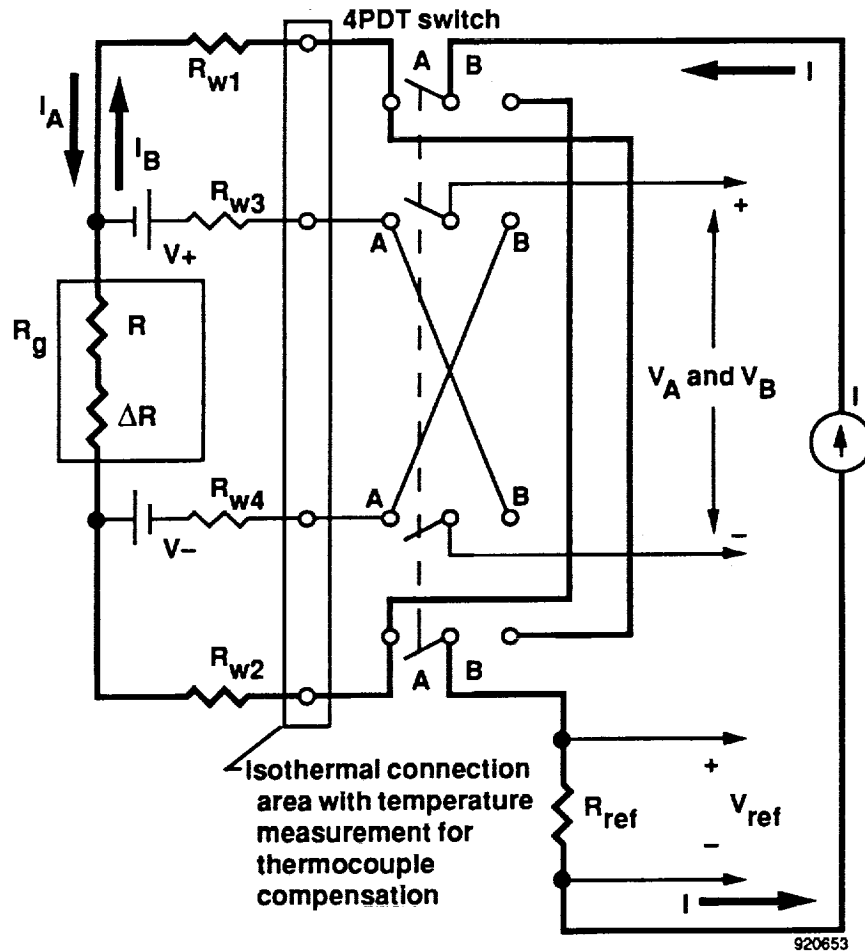 4PDT switch
R_w1
A
B
I
I_A
I_B
R_w3
V+
+
A
B
R_g
R
ΔR
V_A and V_B
I
R_w4
A
B
V−
−
R_w2
A
B
Isothermal connection
area with temperature
measurement for
thermocouple
compensation
+
R_ref
V_ref
−
I
920653